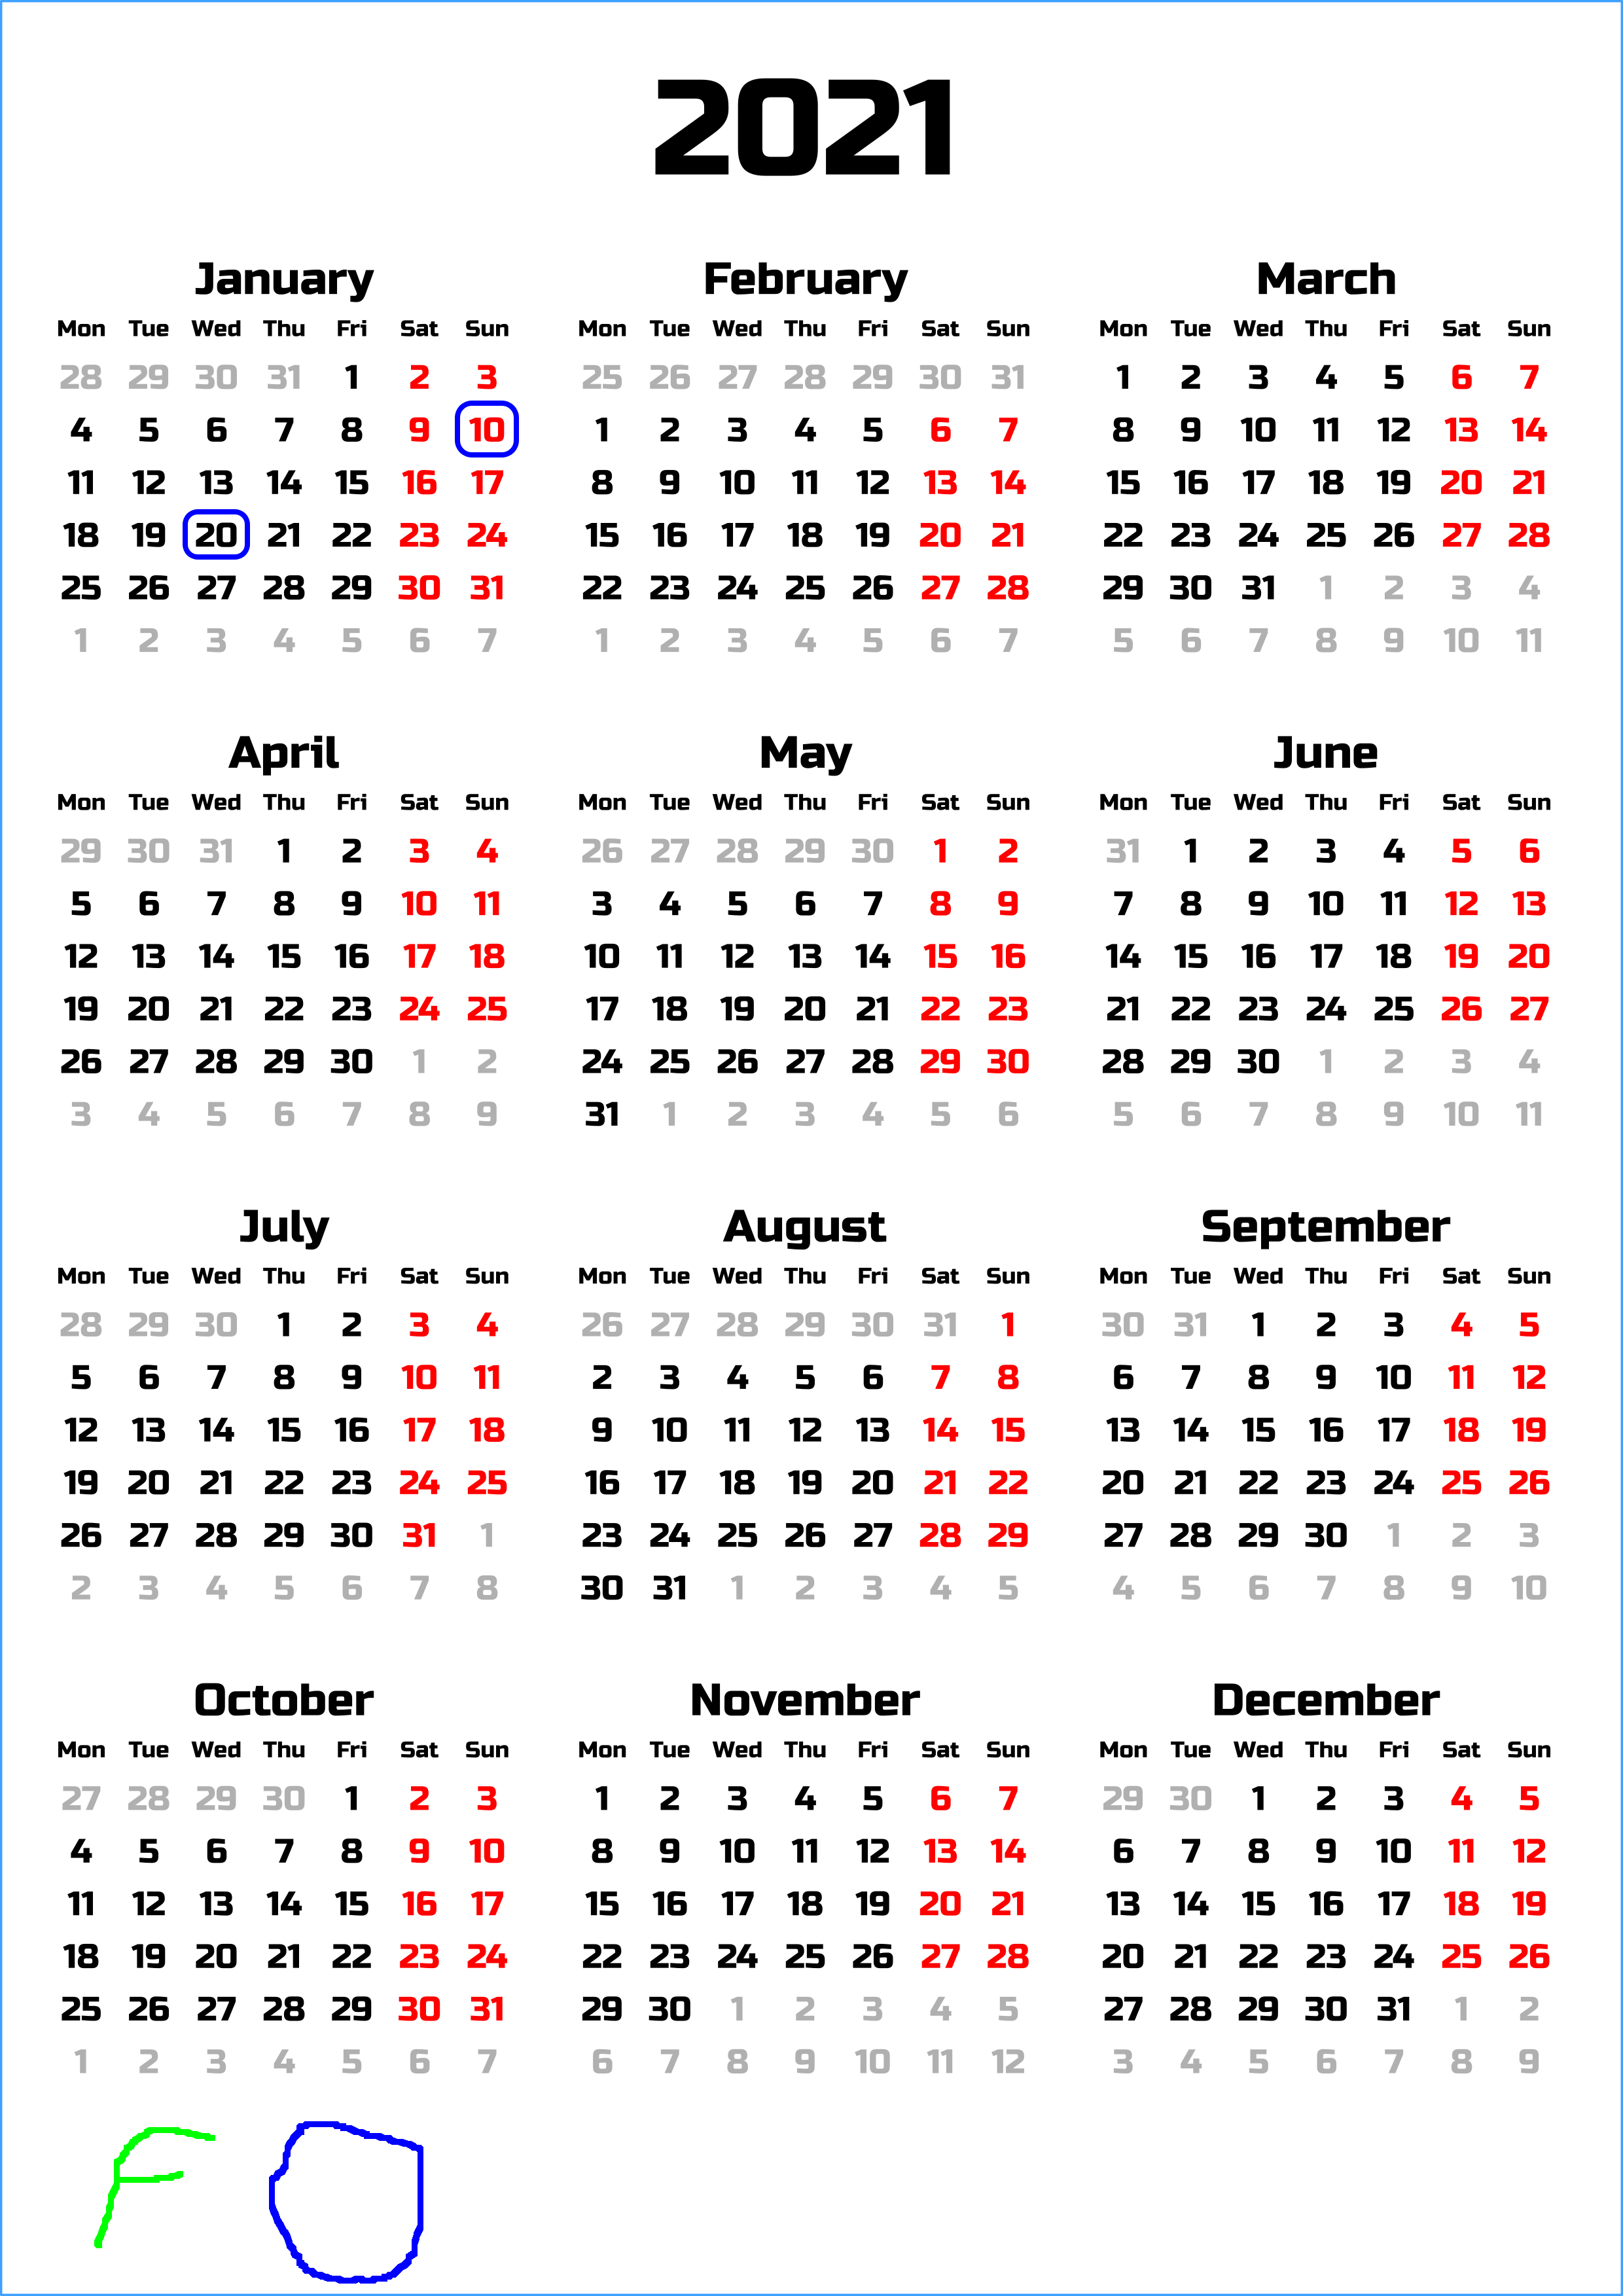 2021
January February March
Mon Tue Wed Thu Fri Sat Sun Mon Tue Wed Thu Fri Sat Sun Mon Tue Wed Thu Fri Sat Sun
28 29 30 31 1 2 3 25 26 27 28 29 30 31 1 2 3 4 5 6 7
4 5 6 7 8 9 10 1 2 3 4 5 6 7 8 9 10 11 12 13 14
11 12 13 14 15 16 17 8 9 10 11 12 13 14 15 16 17 18 19 20 21
18 19 20 21 22 23 24 15 16 17 18 19 20 21 22 23 24 25 26 27 28
25 26 27 28 29 30 31 22 23 24 25 26 27 28 29 30 31 1 2 3 4
1 2 3 4 5 6 7 1 2 3 4 5 6 7 5 6 7 8 9 10 11
April May June
Mon Tue Wed Thu Fri Sat Sun Mon Tue Wed Thu Fri Sat Sun Mon Tue Wed Thu Fri Sat Sun
29 30 31 1 2 3 4 26 27 28 29 30 1 2 31 1 2 3 4 5 6
5 6 7 8 9 10 11 3 4 5 6 7 8 9 7 8 9 10 11 12 13
12 13 14 15 16 17 18 10 11 12 13 14 15 16 14 15 16 17 18 19 20
19 20 21 22 23 24 25 17 18 19 20 21 22 23 21 22 23 24 25 26 27
26 27 28 29 30 1 2 24 25 26 27 28 29 30 28 29 30 1 2 3 4
3 4 5 6 7 8 9 31 1 2 3 4 5 6 5 6 7 8 9 10 11
July August September
Mon Tue Wed Thu Fri Sat Sun Mon Tue Wed Thu Fri Sat Sun Mon Tue Wed Thu Fri Sat Sun
28 29 30 1 2 3 4 26 27 28 29 30 31 1 30 31 1 2 3 4 5
5 6 7 8 9 10 11 2 3 4 5 6 7 8 6 7 8 9 10 11 12
12 13 14 15 16 17 18 9 10 11 12 13 14 15 13 14 15 16 17 18 19
19 20 21 22 23 24 25 16 17 18 19 20 21 22 20 21 22 23 24 25 26
26 27 28 29 30 31 1 23 24 25 26 27 28 29 27 28 29 30 1 2 3
2 3 4 5 6 7 8 30 31 1 2 3 4 5 4 5 6 7 8 9 10
October November December
Mon Tue Wed Thu Fri Sat Sun Mon Tue Wed Thu Fri Sat Sun Mon Tue Wed Thu Fri Sat Sun
27 28 29 30 1 2 3 1 2 3 4 5 6 7 29 30 1 2 3 4 5
4 5 6 7 8 9 10 8 9 10 11 12 13 14 6 7 8 9 10 11 12
11 12 13 14 15 16 17 15 16 17 18 19 20 21 13 14 15 16 17 18 19
18 19 20 21 22 23 24 22 23 24 25 26 27 28 20 21 22 23 24 25 26
25 26 27 28 29 30 31 29 30 1 2 3 4 5 27 28 29 30 31 1 2
1 2 3 4 5 6 7 6 7 8 9 10 11 12 3 4 5 6 7 8 9
F